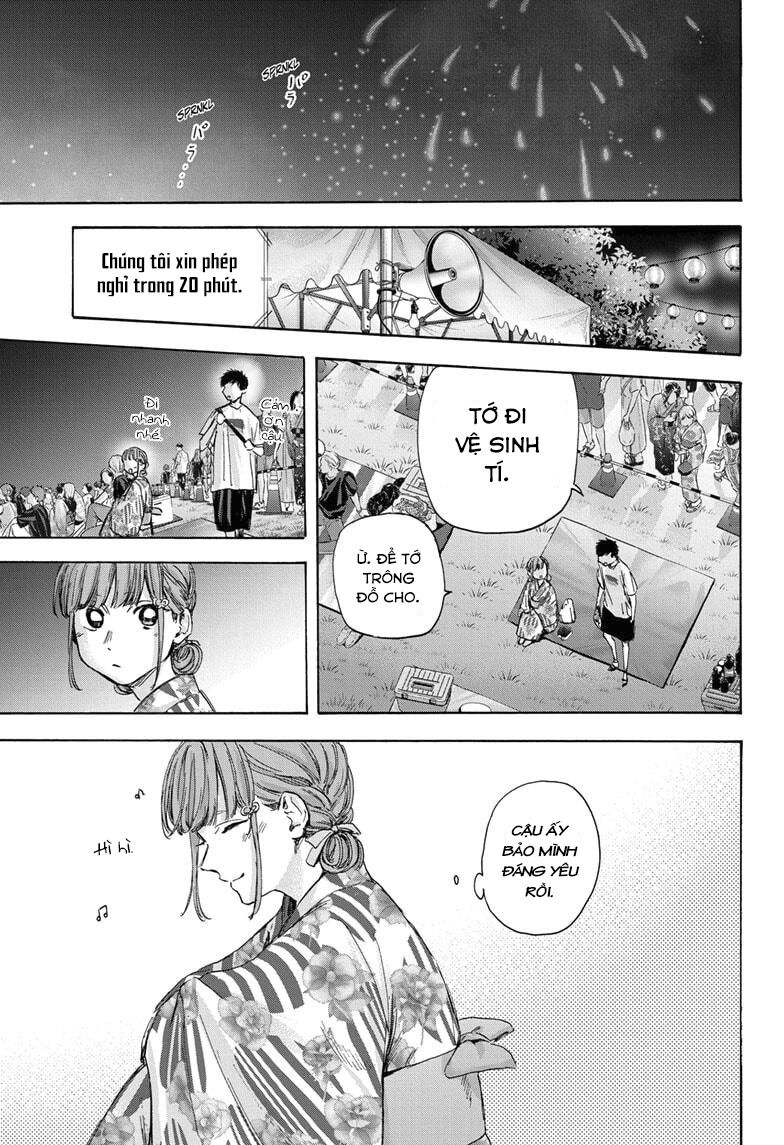 SPRNKL
パラ
SPRNKL
パラ…
Chúng tôi xin phép
nghỉ trong 20 phút.
TỚ ĐI
VỆ SINH
TÍ.
Ừ. ĐỂ TỚ
TRÔNG
ĐỒ CHO.
Cảm
ơn
cậu
Đi
nhanh
nhé.
CẬU ẤY
BẢO MÌNH
ĐÁNG YÊU
RỒI.
Hì hì.